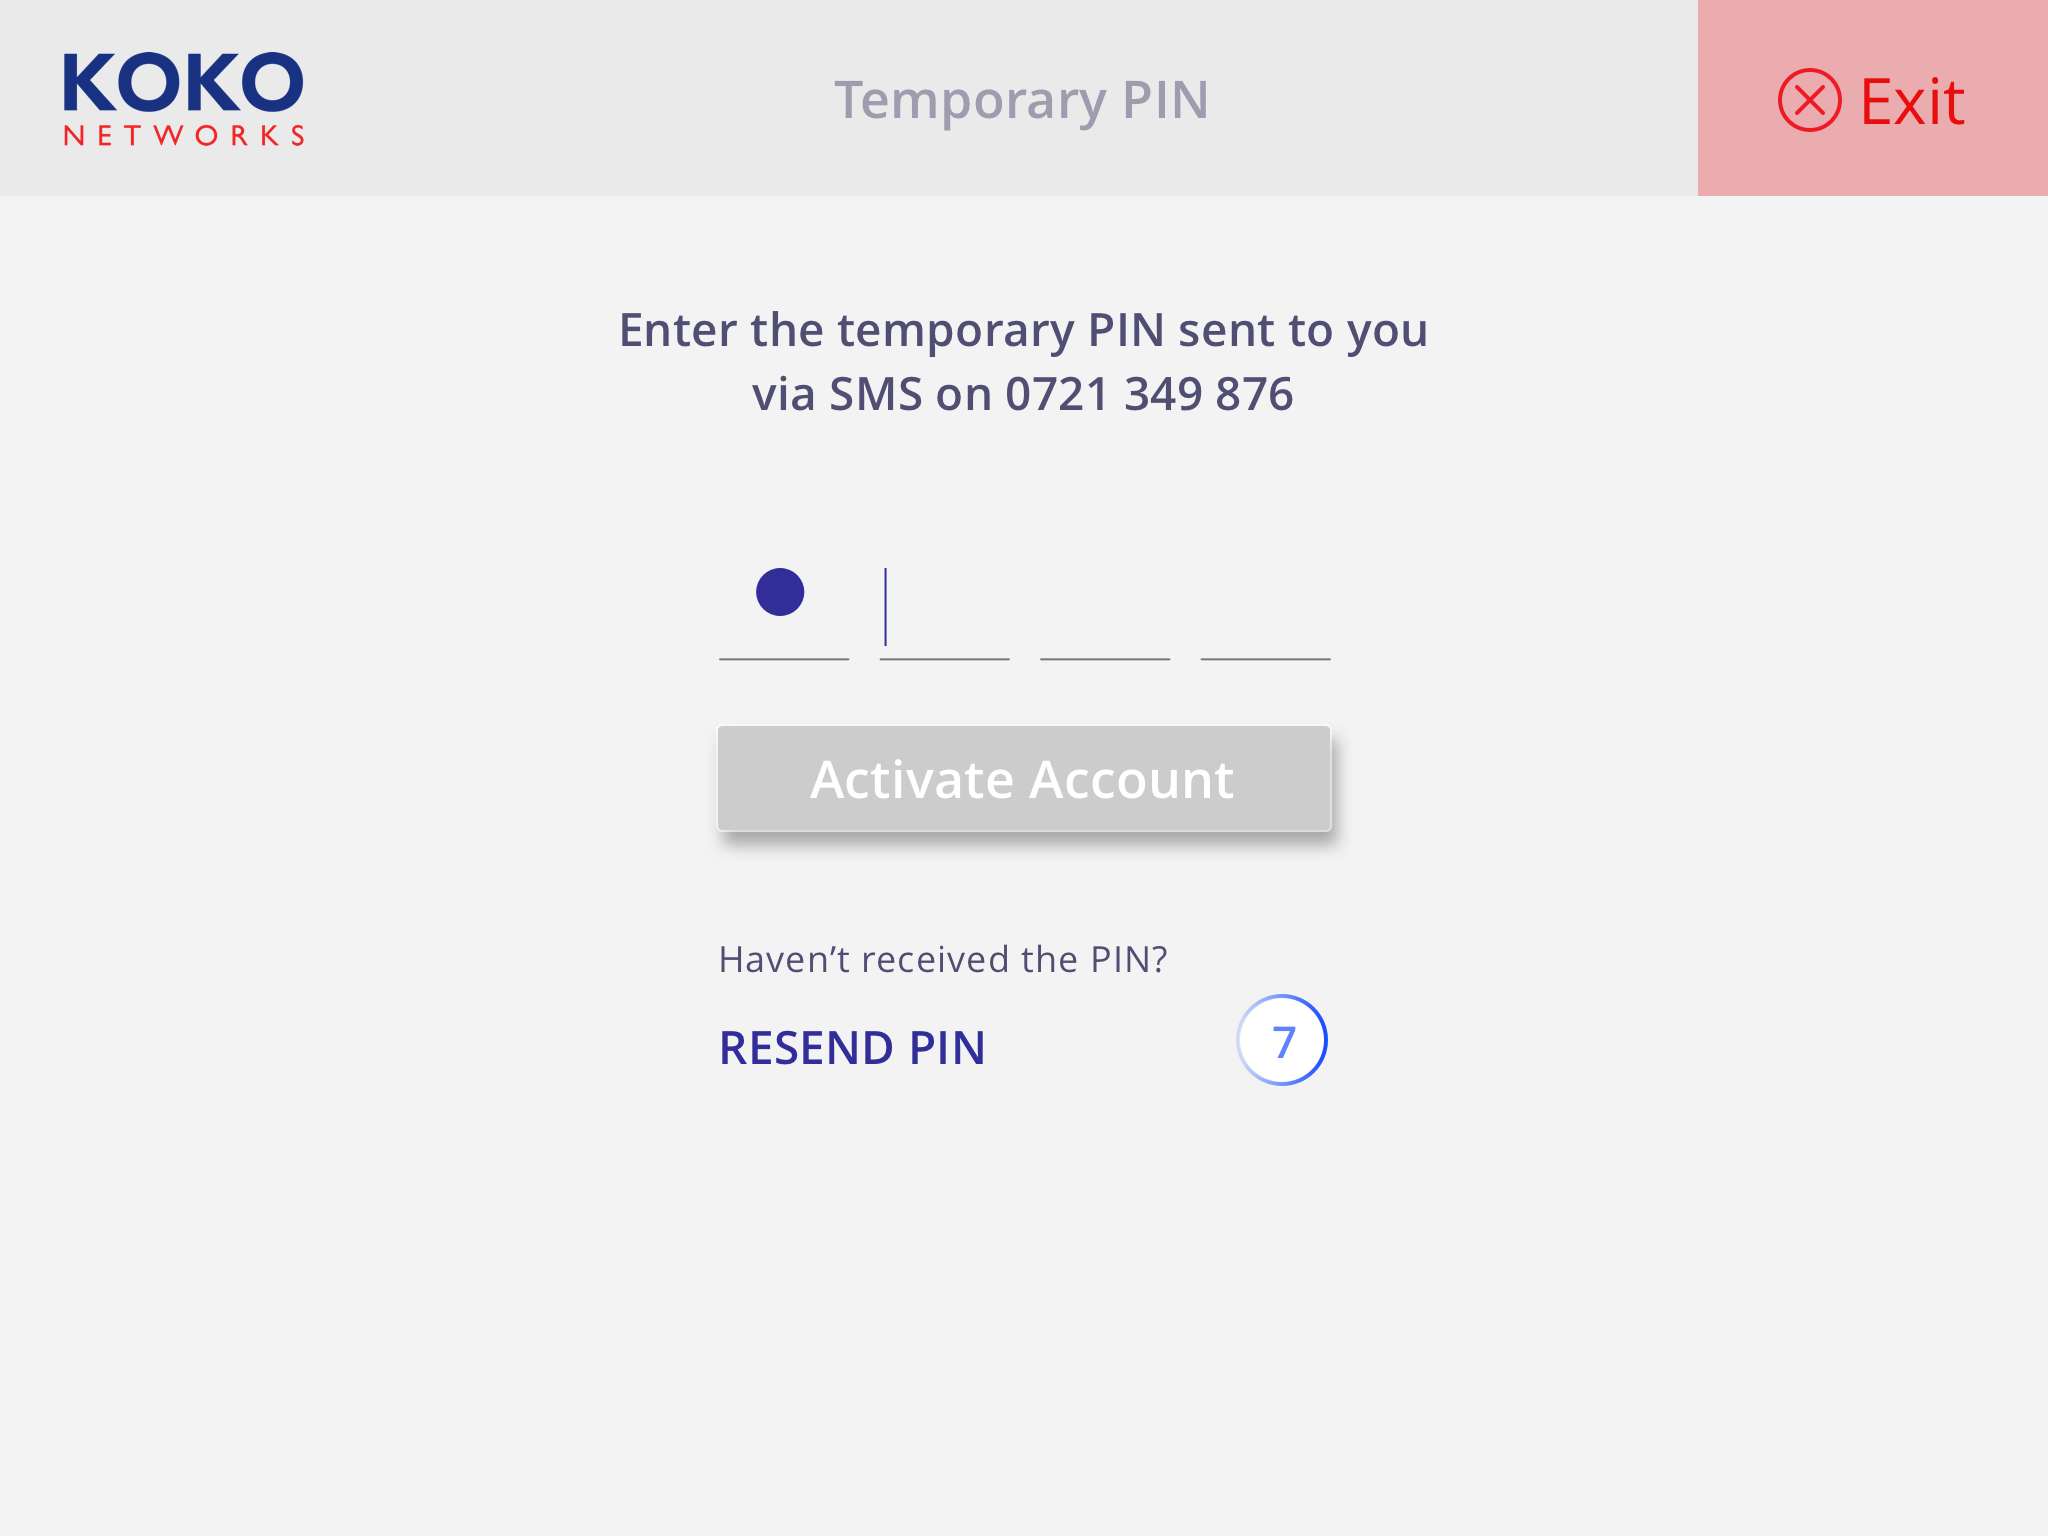 KOKO
NETWORKS
Temporary PIN
Exit
Enter the temporary PIN sent to you
via SMS on 0721 349 876
Activate Account
Haven’t received the PIN?
RESEND PIN
7